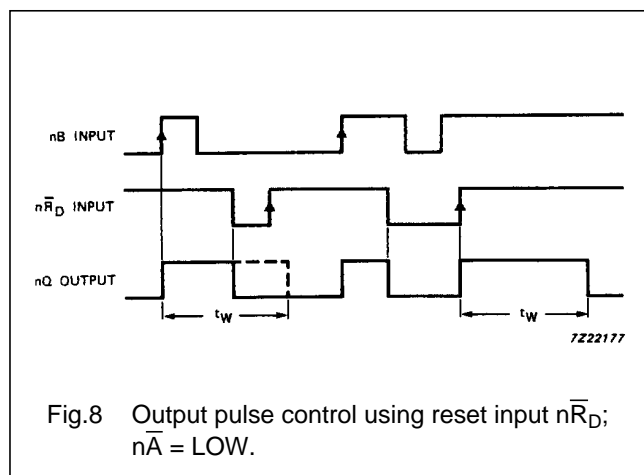 nB INPUT
nR̅D INPUT
nQ OUTPUT
tW
tW
7Z22177
Fig.8 Output pulse control using reset input nR̅D;
nA̅ = LOW.